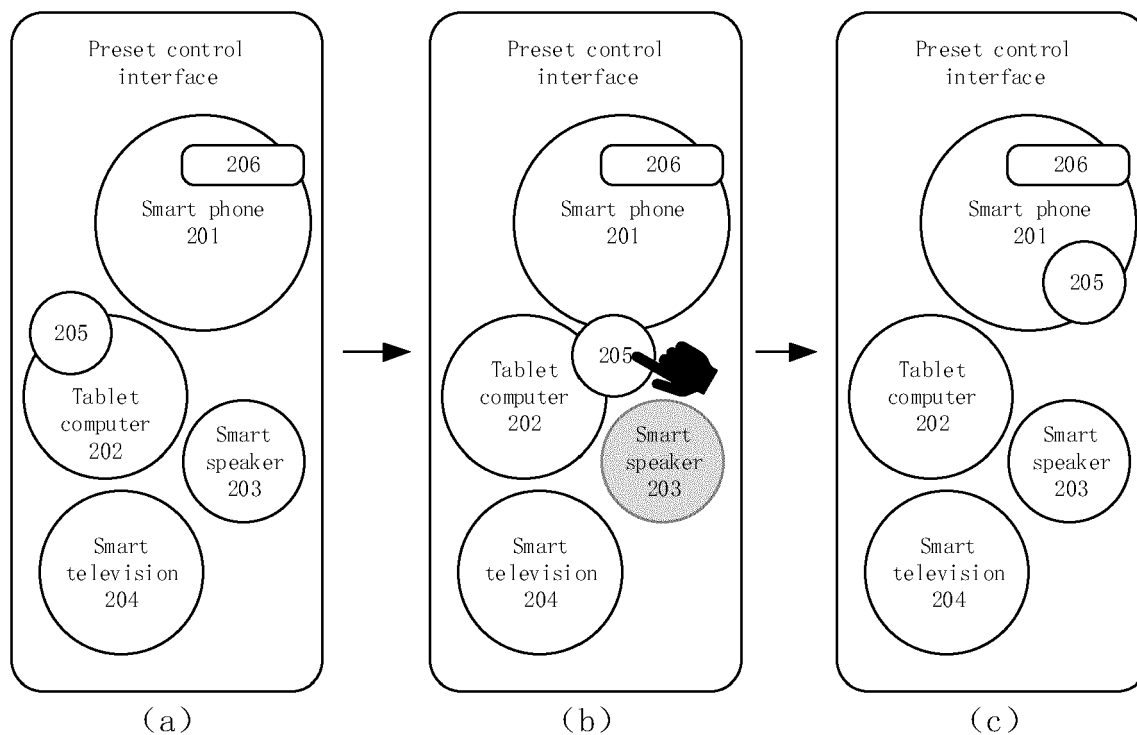 Preset control
interface
206
Smart phone
201
205
Tablet
computer
202
Smart
speaker
203
Smart
television
204
(a)
Preset control
interface
206
Smart phone
201
205
Tablet
computer
202
Smart
speaker
203
Smart
television
204
(b)
Preset control
interface
206
Smart phone
201
205
Tablet
computer
202
Smart
speaker
203
Smart
television
204
(c)